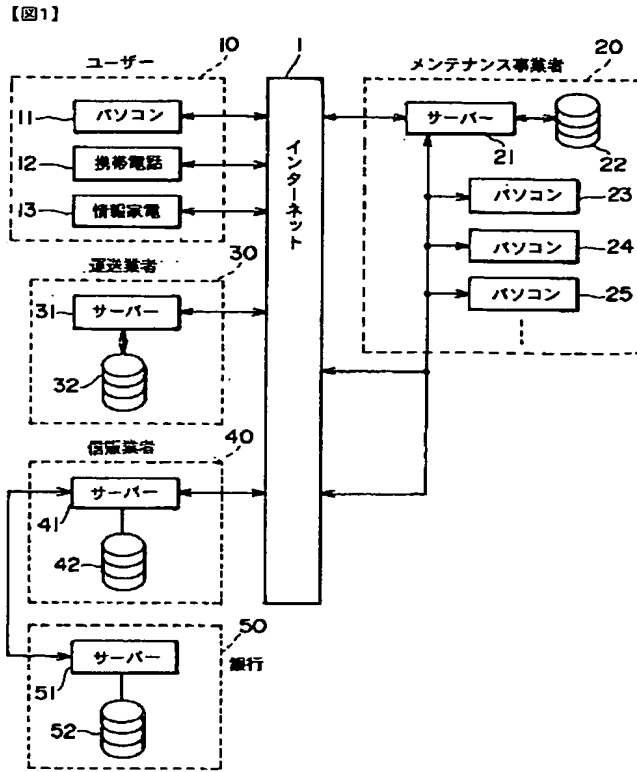 【図1】
ユーザー
10
1
メンテナンス事業者
20
11
パソコン
サーバー
21
22
12
携帯電話
インターネット
13
情報家電
パソコン
23
パソコン
24
パソコン
25
運送業者
30
31
サーバー
32
信販業者
40
サーバー
41
42
50
サーバー
51
銀行
52